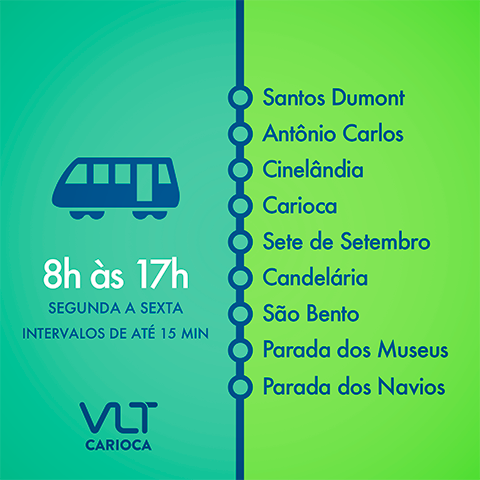 8h às 17h
SEGUNDA A SEXTA
INTERVALOS DE ATÉ 15 MIN
VLT
CARIOCA
Santos Dumont
Antônio Carlos
Cinelândia
Carioca
Sete de Setembro
Candelária
São Bento
Parada dos Museus
Parada dos Navios